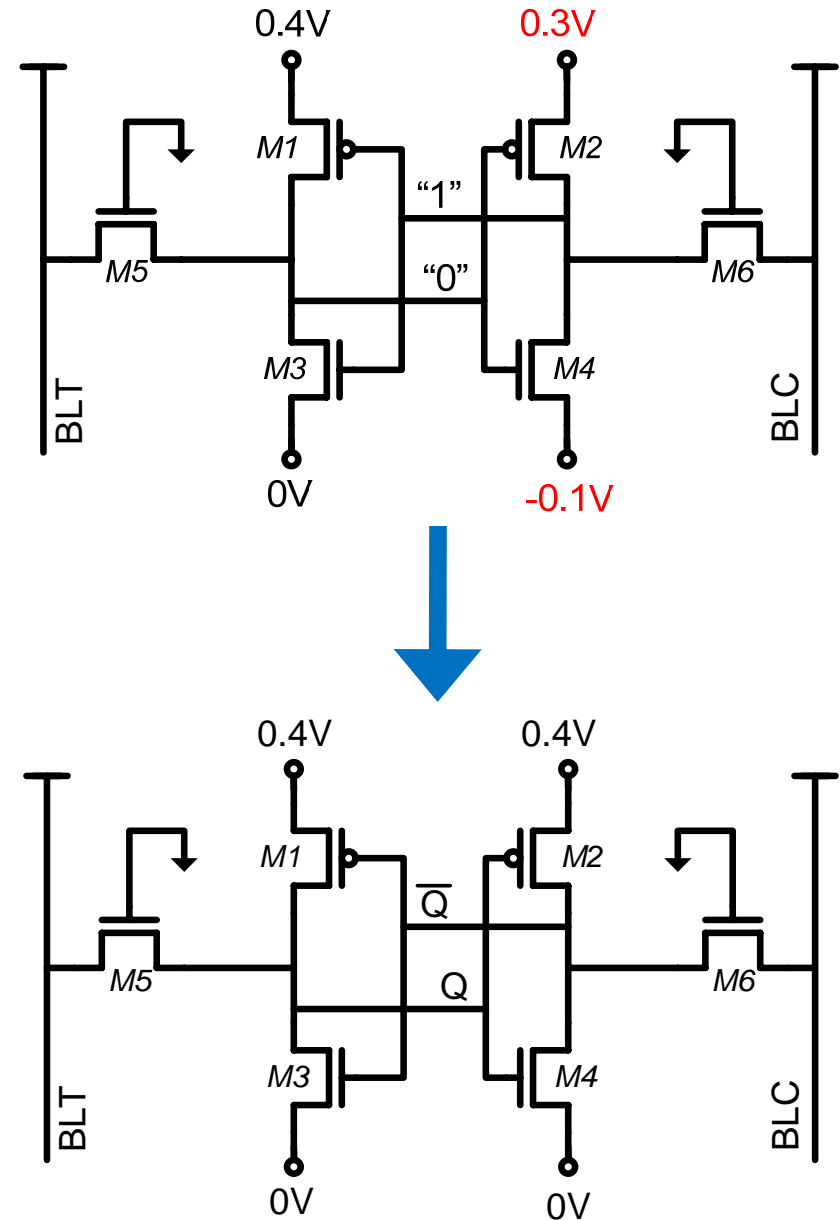 0.4V 0.3V
M1 M2
“1”
M5 M6
“0”
M3 M4
BLT BLC
0V -0.1V
0.4V 0.4V
M1 M2
Q̅
M5 M6
Q
M3 M4
BLT BLC
0V 0V